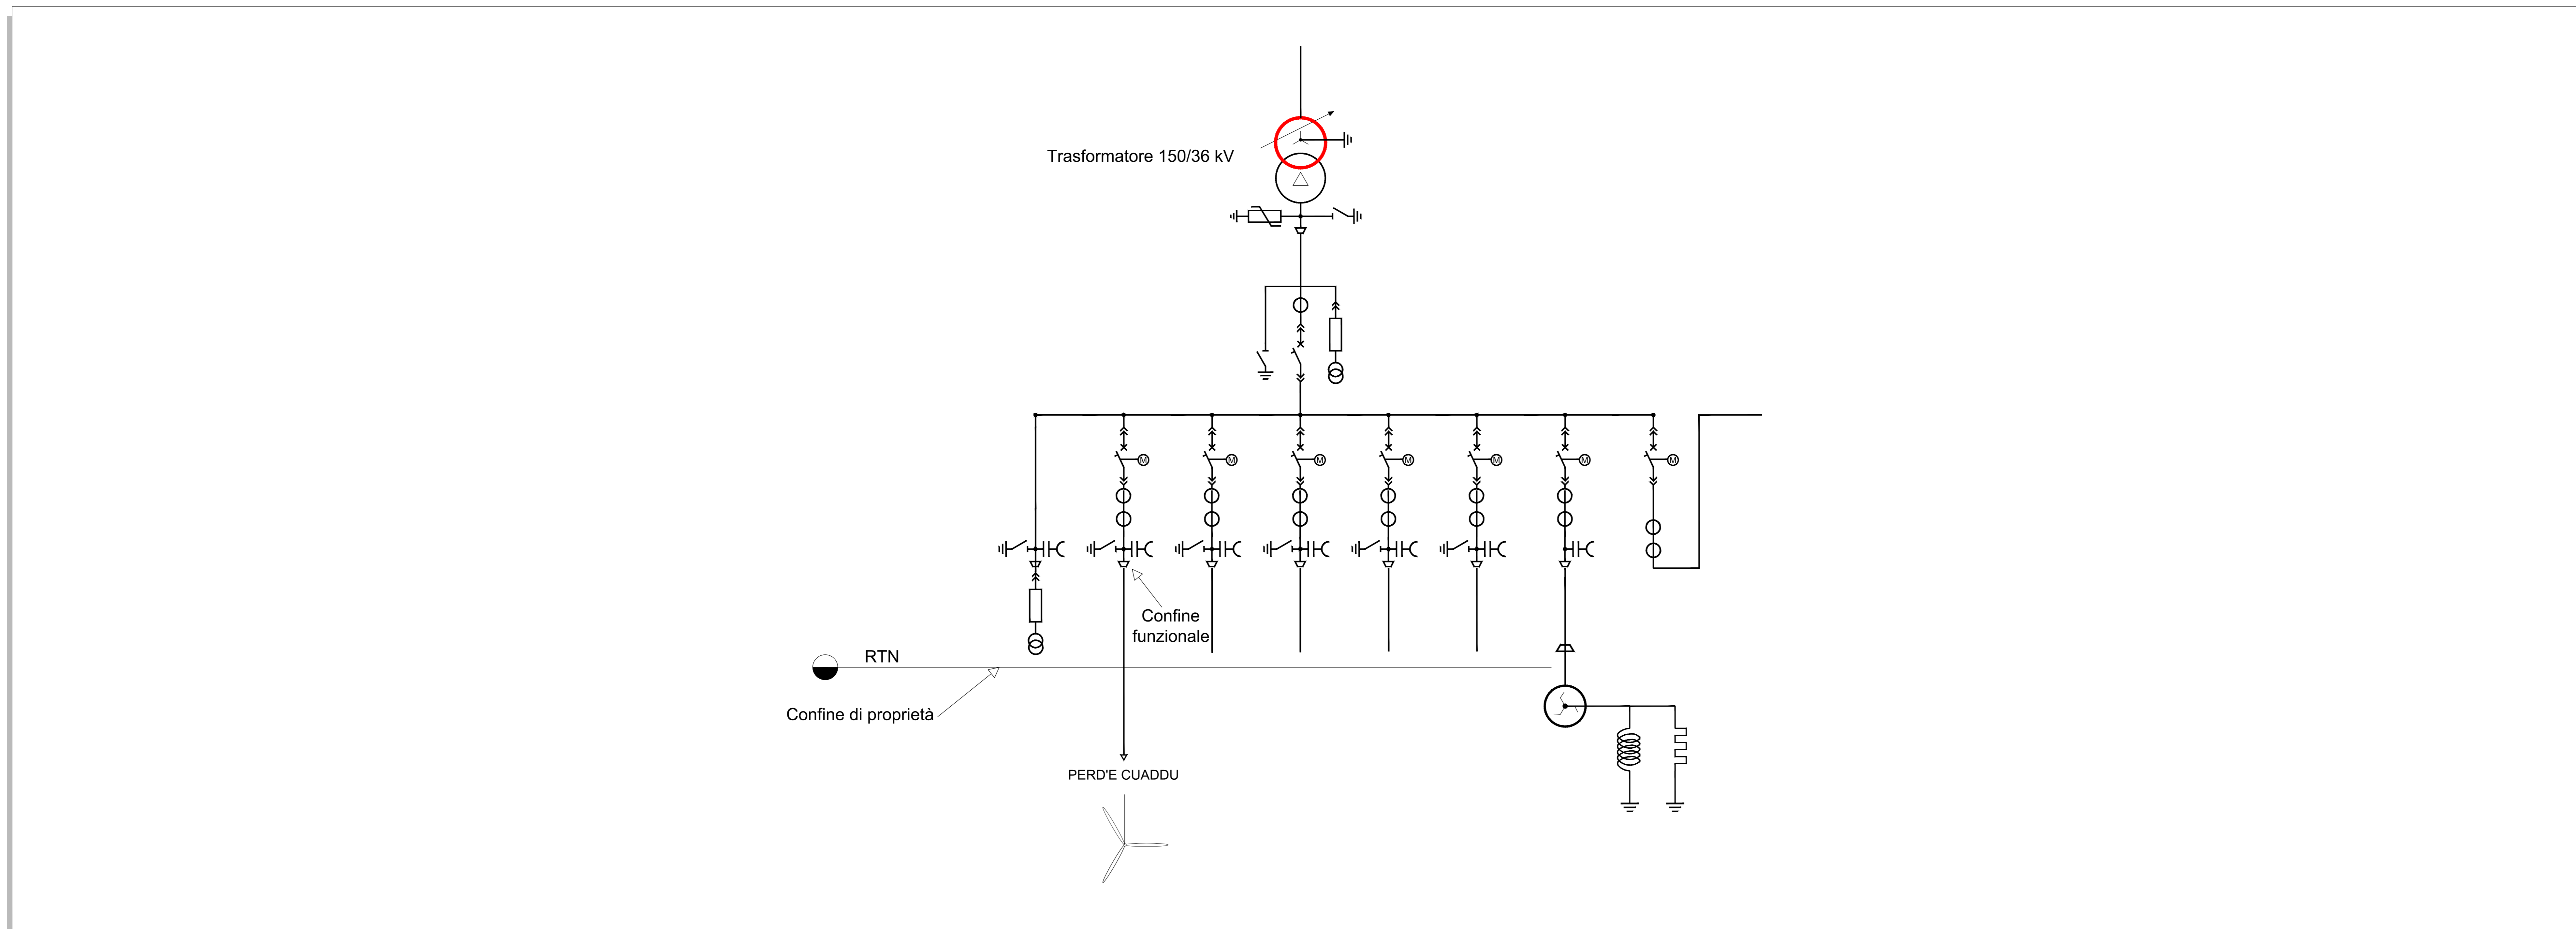 Trasformatore 150/36 kV
M M M M M M M
Confine
funzionale
RTN
Confine di proprietà
PERD'E CUADDU